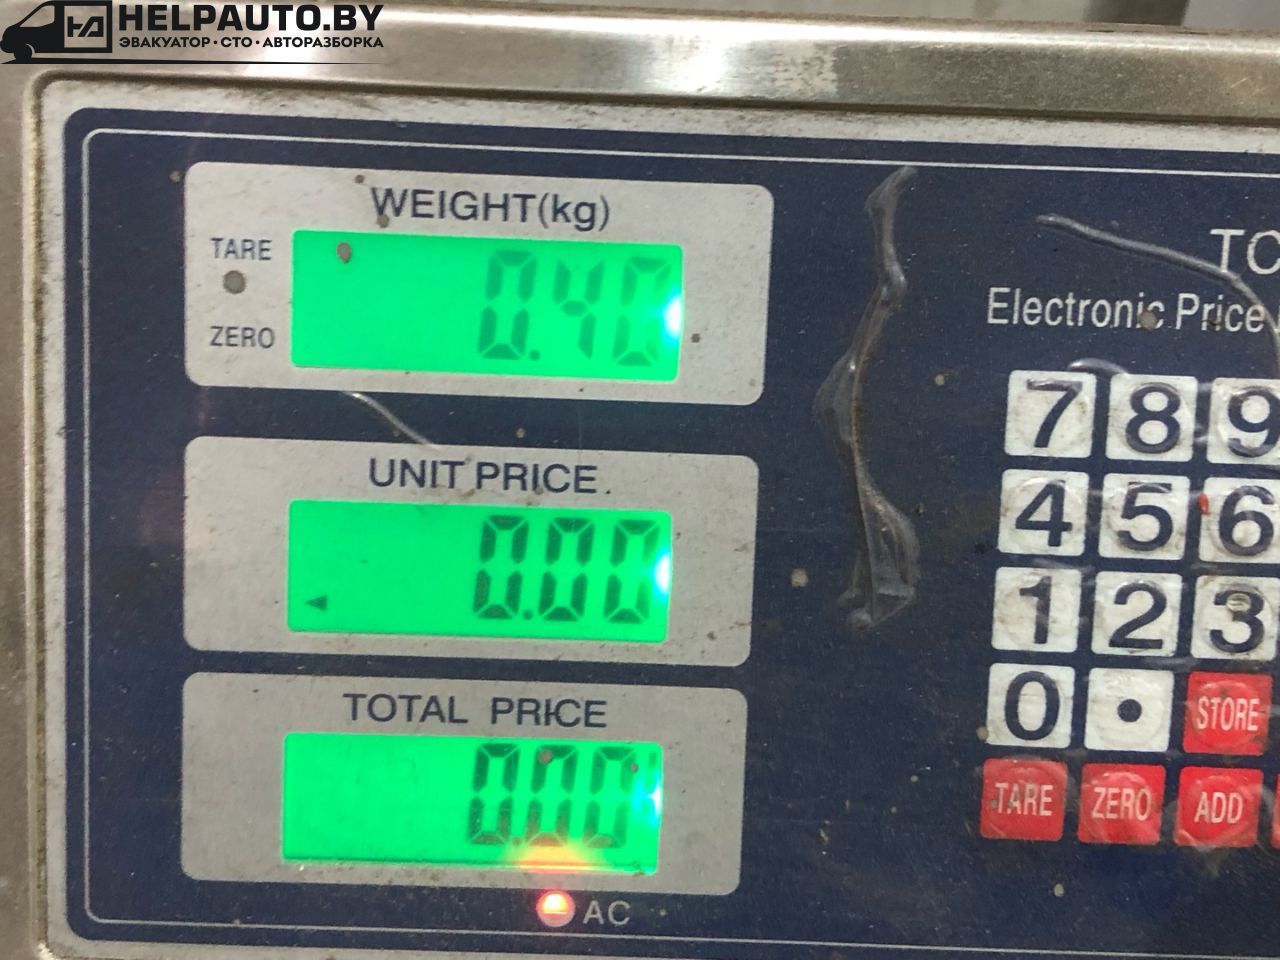 HELPAUTO.BY
ЭВАКУАТОР • СТО • АВТОРАЗБОРКА
WEIGHT(kg)
TARE
0.40
ZERO
UNIT PRICE
0.00
TOTAL PRICE
0.00
AC
Electronic Price
7 8 9
4 5 6
1 2 3
0 • STORE
TARE ZERO ADD